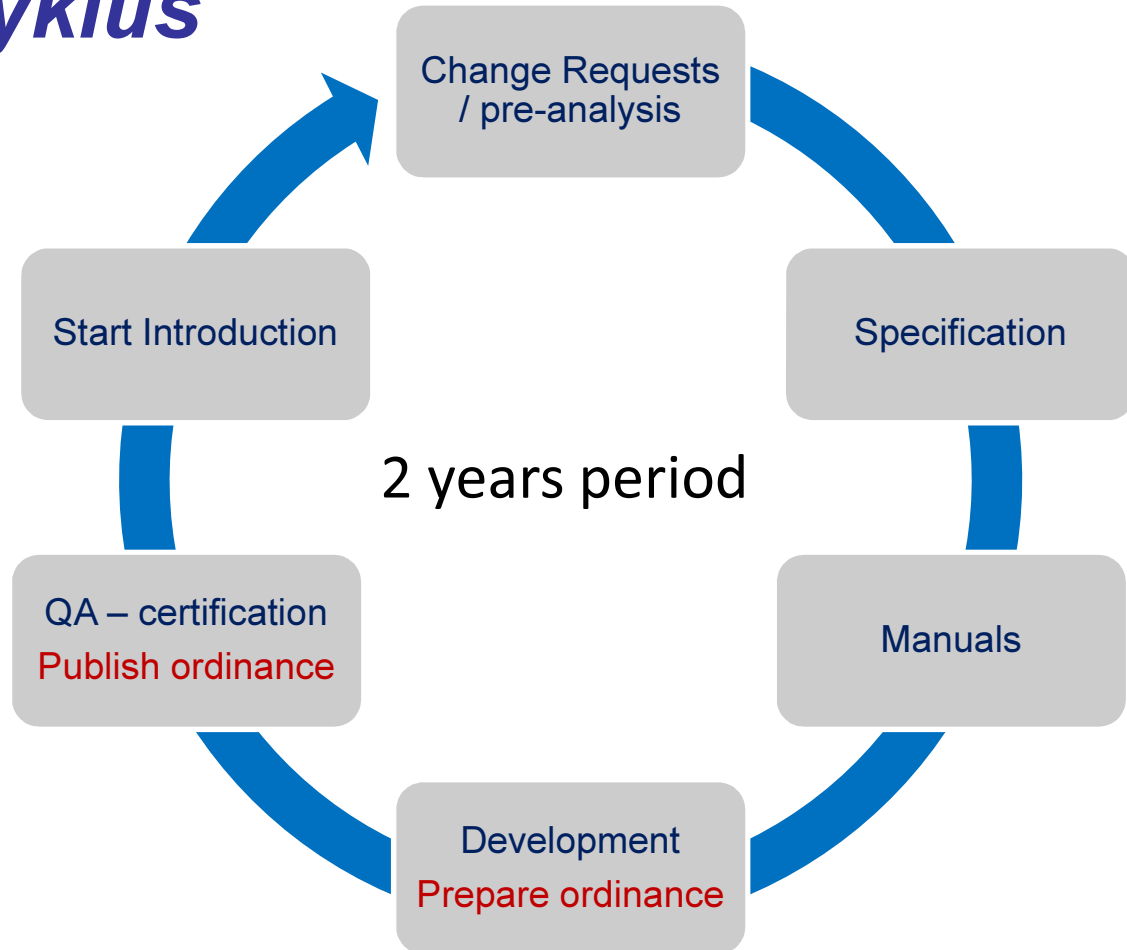 Change Requests
/ pre-analysis
Specification
Manuals
Development
Prepare ordinance
QA – certification
Publish ordinance
Start Introduction
2 years period